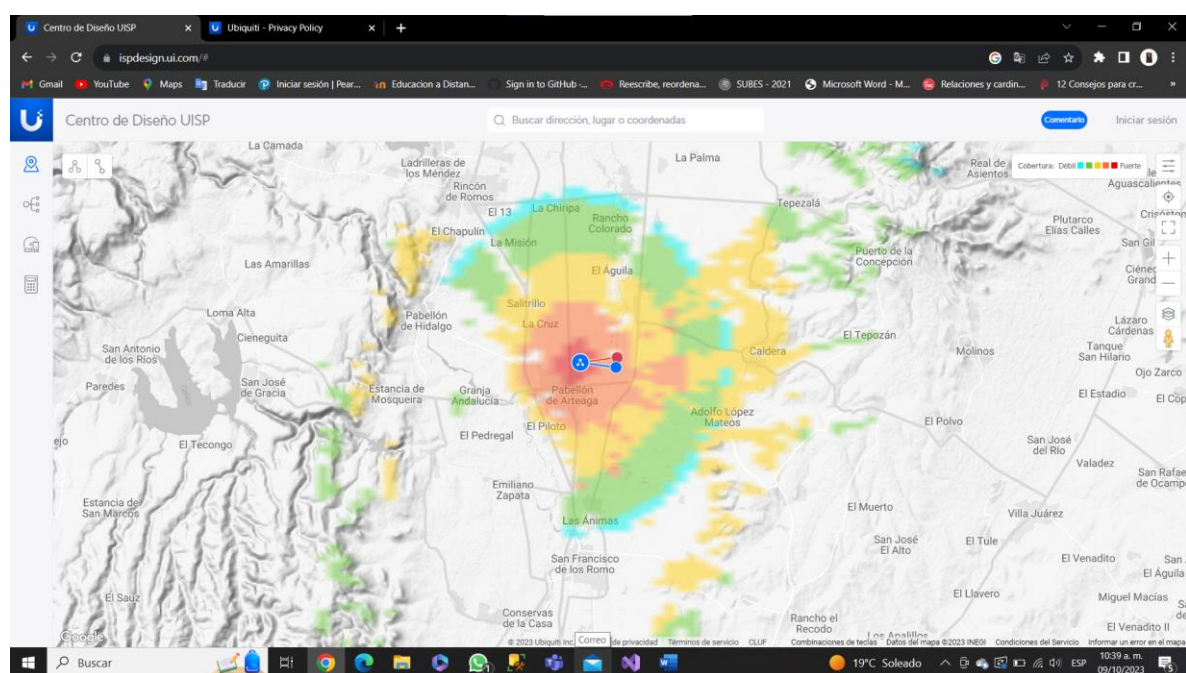 Centro de Diseño UISP
Ubiquiti - Privacy Policy
ispdesign.ui.com/#
Gmail
YouTube
Maps
Traducir
Iniciar sesión | Pear...
Educacion a Distan...
Sign in to GitHub ·...
Reescribe, reordena...
SUBES - 2021
Microsoft Word - M...
Relaciones y cardin...
12 Consejos para cr...
»
Centro de Diseño UISP
Buscar dirección, lugar o coordenadas
Comentario
Iniciar sesión
La Camada
Ladrilleras de
los Méndez
La Palma
Real de
Asientos
Cobertura: Débil
Fuerte
Aguascalientes
Rincón
de Romos
El 13
La Chiripa
Rancho
Colorado
Tepezalá
Plutarco
Elías Calles
El Chapulín
La Misión
San Gil
Puerto de la
Concepción
Las Amarillas
El Águila
Ciéneg
Grand
Salitrillo
Loma Alta
Pabellón
de Hidalgo
La Cruz
Lázaro
Cárdenas
Cieneguita
El Tepozán
San Antonio
de los Ríos
Caldera
Molinos
Tanque
San Hilario
Ojo Zarco
Paredes
San José
de Gracia
Estancia de
Mosqueira
Granja
Andalucía
Pabellón
de Arteaga
El Estadio
Adolfo López
Mateos
El Polvo
El Piloto
El Pedregal
El Tecongo
San José
del Río
Valadez
San Rafae
de Ocamp
Emiliano
Zapata
Estancia de
San Marcos
El Muerto
Villa Juárez
Las Ánimas
San José
El Alto
El Tule
San Francisco
de los Romo
El Venadito
El Águila
El Sauz
El Llavero
Miguel Macías
Conservas
de la Casa
Rancho el
Recodo
El Venadito II
Google
© 2023 Ubiquiti Inc.
Correo
de privacidad
Términos de servicio
CLUF
Combinaciones de teclas
Datos del mapa ©2023 INEGI
Condiciones del Servicio
Informar un error en el mapa
Buscar
19°C Soleado
ESP
10:39 a. m.
09/10/2023